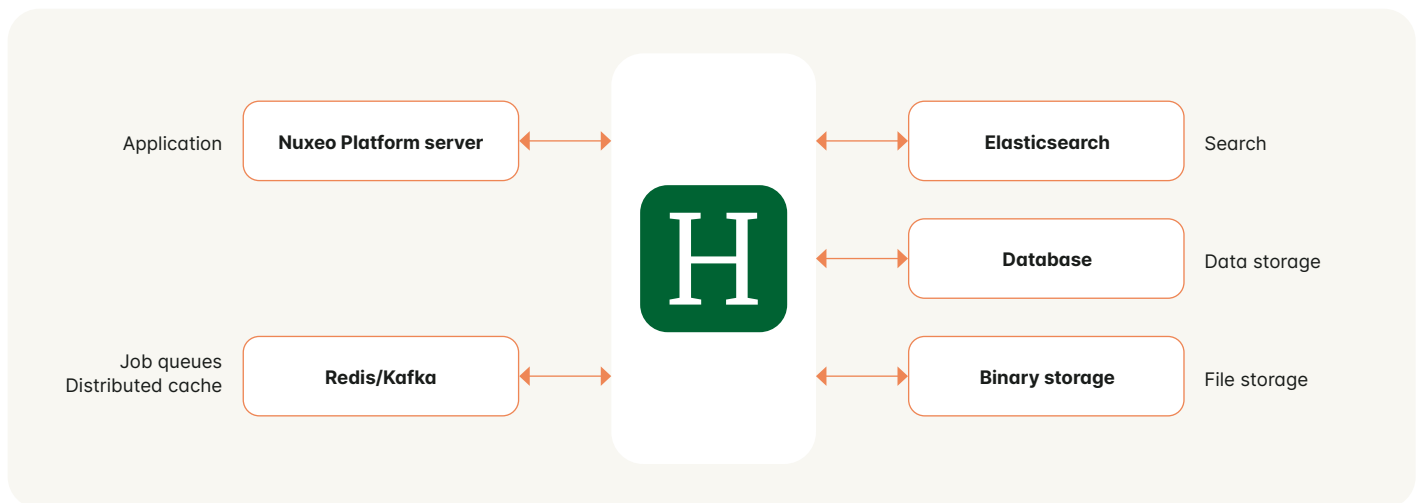 Application
Nuxeo Platform server
Job queues
Distributed cache
Redis/Kafka
H
Elasticsearch
Search
Database
Data storage
Binary storage
File storage